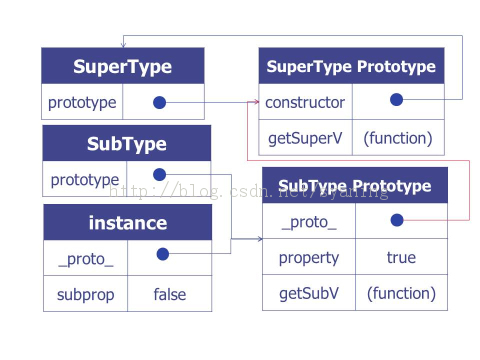 SuperType
prototype
SuperType Prototype
constructor
getSuperV (function)
SubType
prototype
http://blog.csdn.net/syaning
SubType Prototype
_proto_
property true
getSubV (function)
instance
_proto_
subprop false